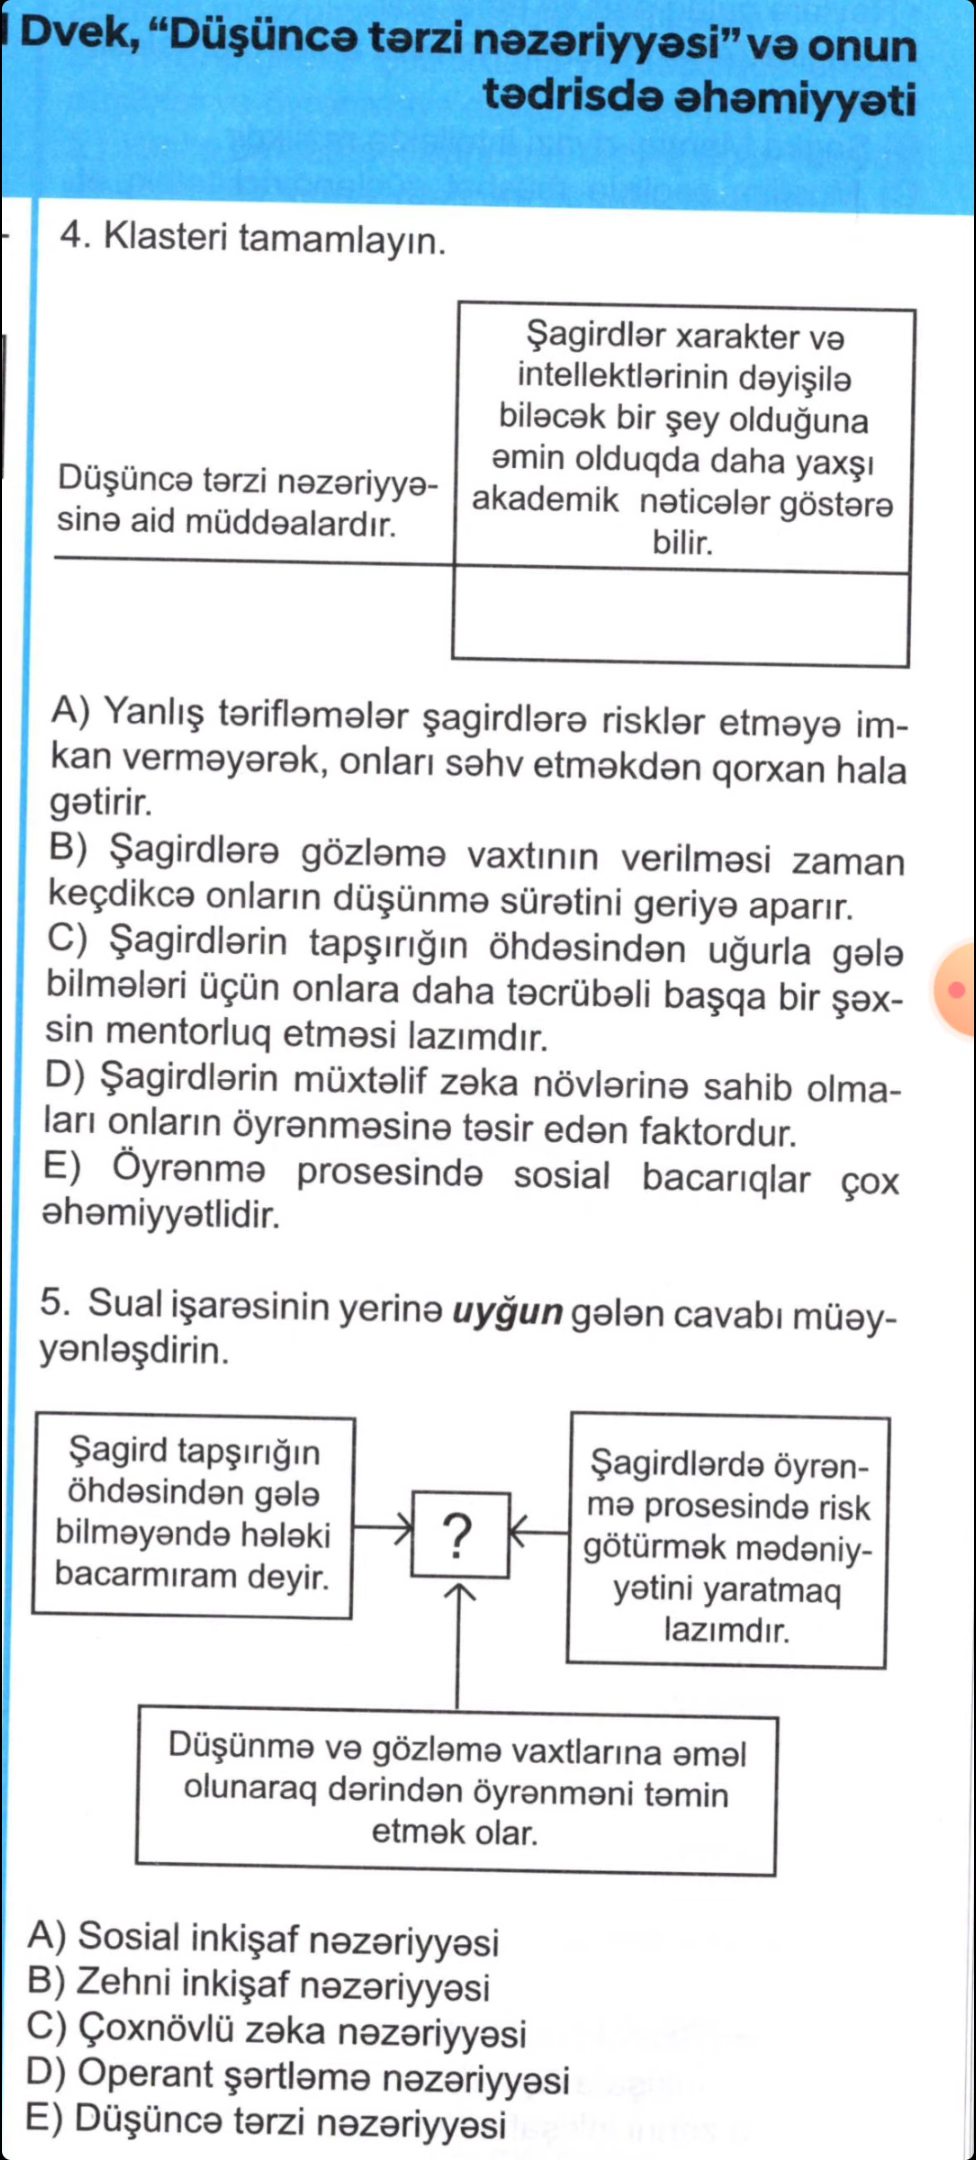 Dvek, “Düşüncə tərzi nəzəriyyəsi” və onun
tədrisdə əhəmiyyəti
4. Klasteri tamamlayın.
Düşüncə tərzi nəzəriyyə-
sinə aid müddəalardır.
Şagirdlər xarakter və
intellektlərinin dəyişilə
biləcək bir şey olduğuna
əmin olduqda daha yaxşı
akademik nəticələr göstərə
bilir.
A) Yanlış tərifləmələr şagirdlərə risklər etməyə im-
kan verməyərək, onları səhv etməkdən qorxan hala
gətirir.
B) Şagirdlərə gözləmə vaxtının verilməsi zaman
keçdikcə onların düşünmə sürətini geriyə aparır.
C) Şagirdlərin tapşırığın öhdəsindən uğurla gələ
bilmələri üçün onlara daha təcrübəli başqa bir şəx-
sin mentorluq etməsi lazımdır.
D) Şagirdlərin müxtəlif zəka növlərinə sahib olma-
ları onların öyrənməsinə təsir edən faktordur.
E) Öyrənmə prosesində sosial bacarıqlar çox
əhəmiyyətlidir.
5. Sual işarəsinin yerinə uyğun gələn cavabı müəy-
yənləşdirin.
Şagird tapşırığın
öhdəsindən gələ
bilməyəndə hələki
bacarmıram deyir.
?
Şagirdlərdə öyrən-
mə prosesində risk
götürmək mədəniy-
yətini yaratmaq
lazımdır.
Düşünmə və gözləmə vaxtlarına əməl
olunaraq dərindən öyrənməni təmin
etmək olar.
A) Sosial inkişaf nəzəriyyəsi
B) Zehni inkişaf nəzəriyyəsi
C) Çoxnövlü zəka nəzəriyyəsi
D) Operant şərtləmə nəzəriyyəsi
E) Düşüncə tərzi nəzəriyyəsi